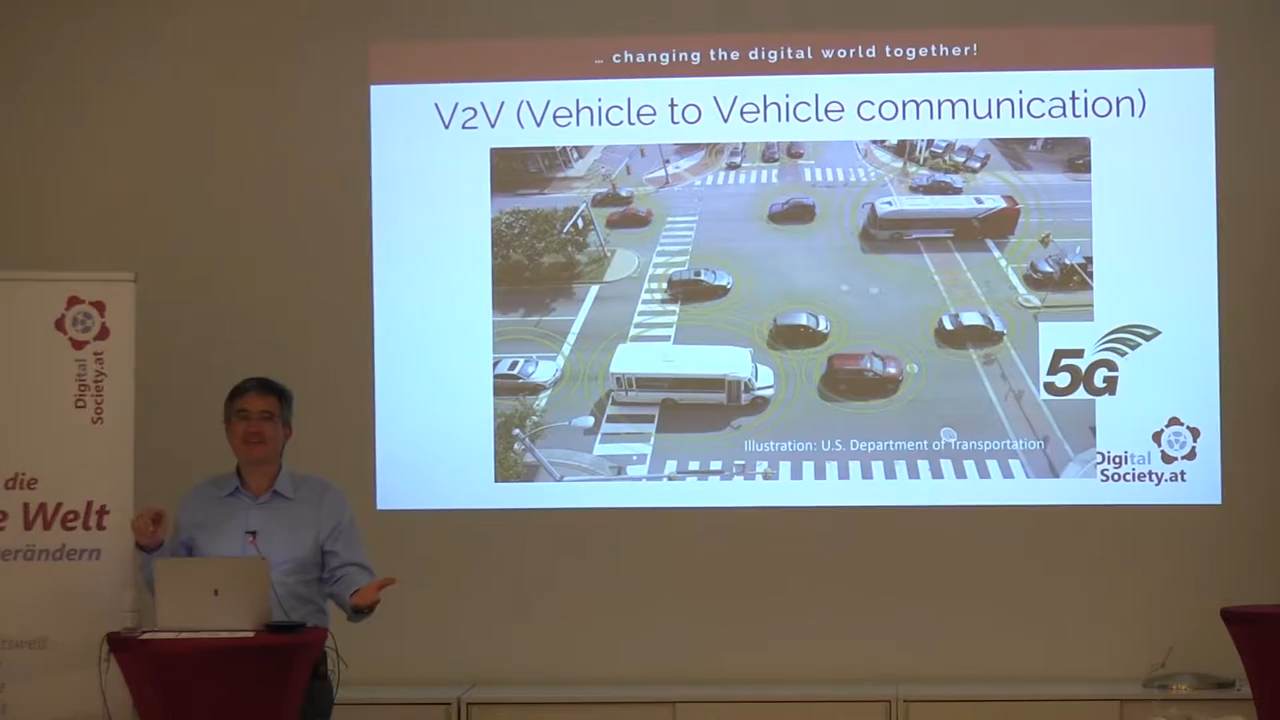 … changing the digital world together!
V2V (Vehicle to Vehicle communication)
5G
Illustration: U.S. Department of Transportation
Digital
Society.at
Digital
Society.at
die
e Welt
erändern